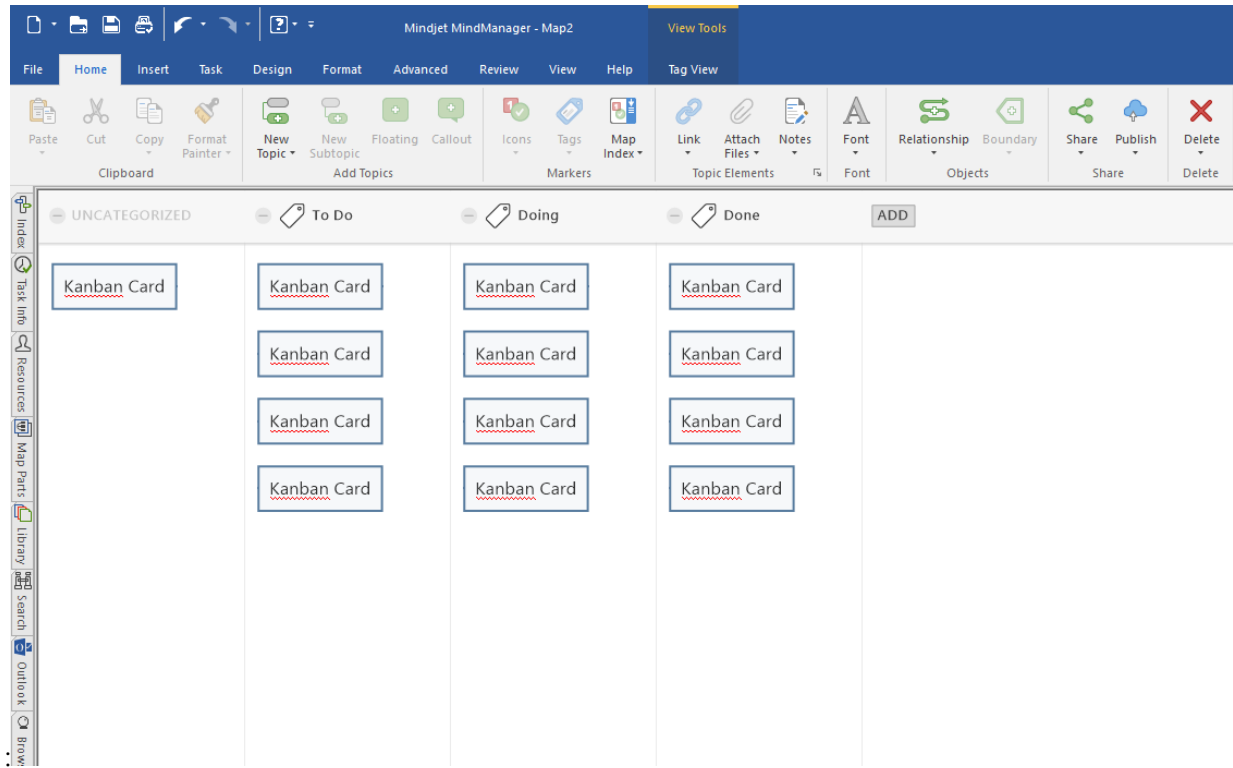 Mindjet MindManager - Map2
View Tools
File Home Insert Task Design Format Advanced Review View Help Tag View
Paste Cut Copy Format Painter New Topic New Subtopic Floating Callout Icons Tags Map Index Link Attach Files Notes Font Relationship Boundary Share Publish Delete
Clipboard Add Topics Markers Topic Elements Font Objects Share Delete
UNCATEGORIZED To Do Doing Done ADD
Kanban Card Kanban Card Kanban Card Kanban Card
Kanban Card Kanban Card Kanban Card
Kanban Card Kanban Card Kanban Card
Kanban Card Kanban Card Kanban Card
Index
Task Info
Resources
Map Parts
Library
Search
Outlook
Brows
: